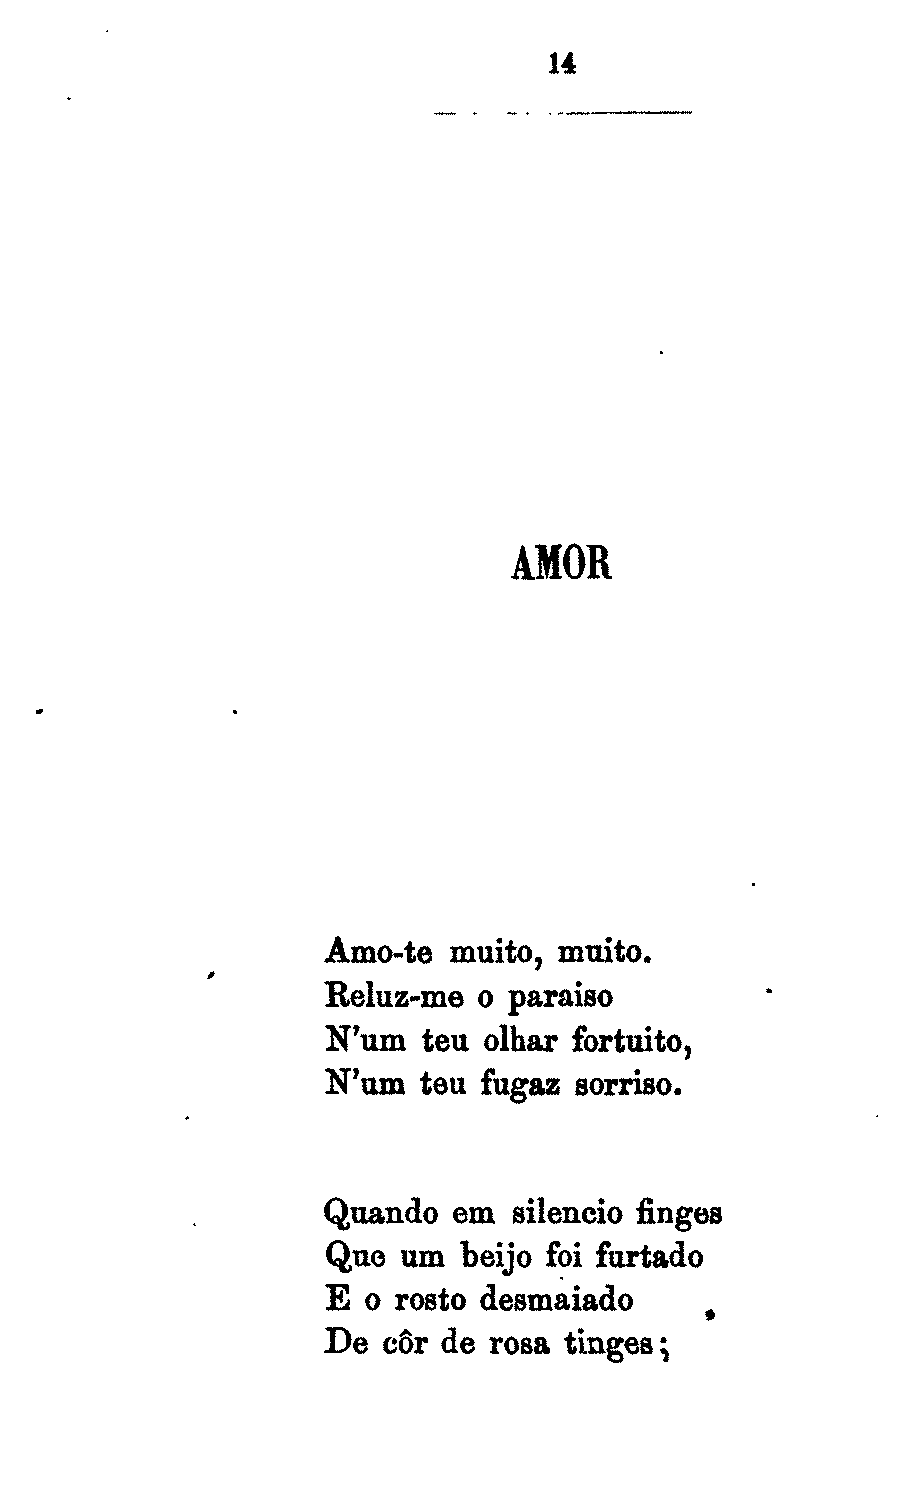 14
AMOR
Amo-te muito, muito.
Reluz-me o paraiso
N'um teu olhar fortuito,
N'um teu fugaz sorriso.
Quando em silencio finges
Que um beijo foi furtado
E o rosto desmaiado
De côr de rosa tinges;